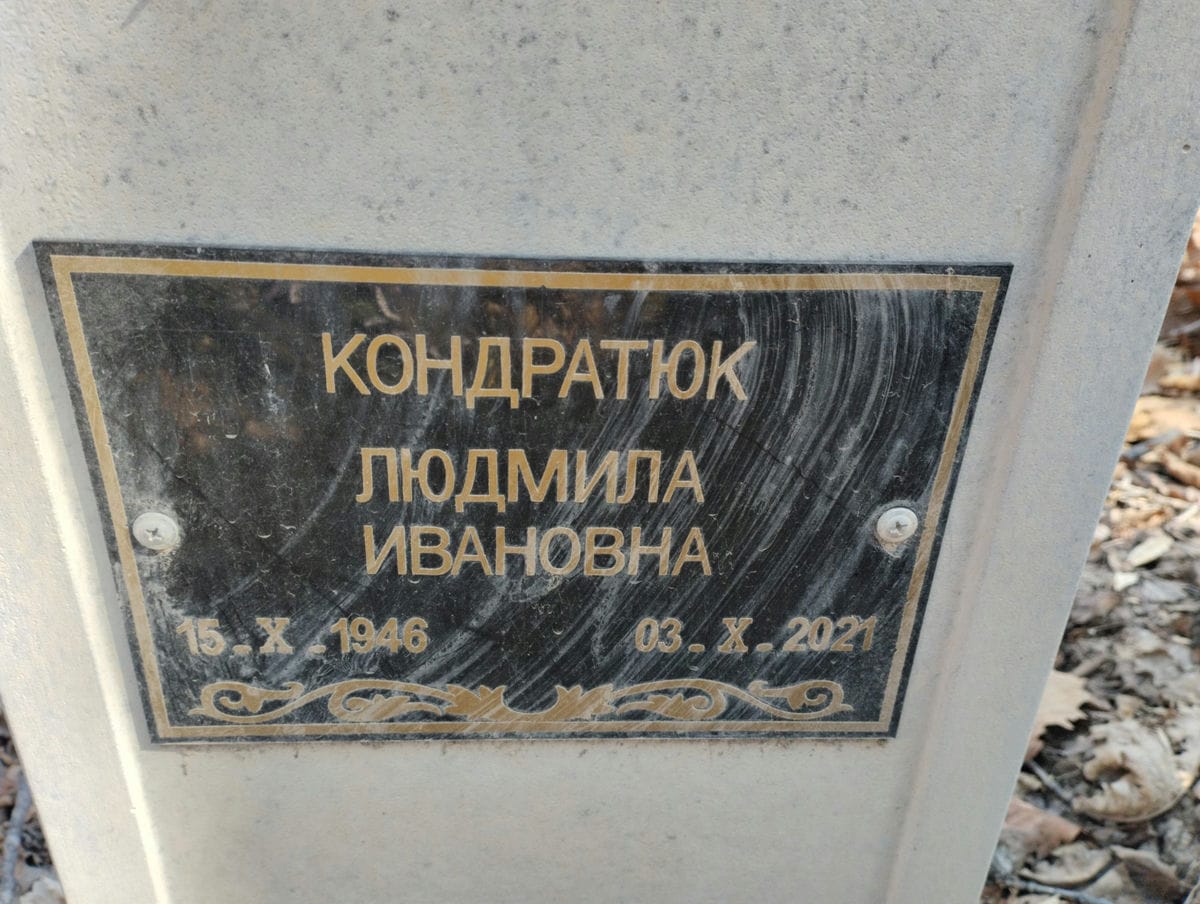 КОНДРАТЮК
ЛЮДМИЛА
ИВАНОВНА
15.X.1946 03.X.2021